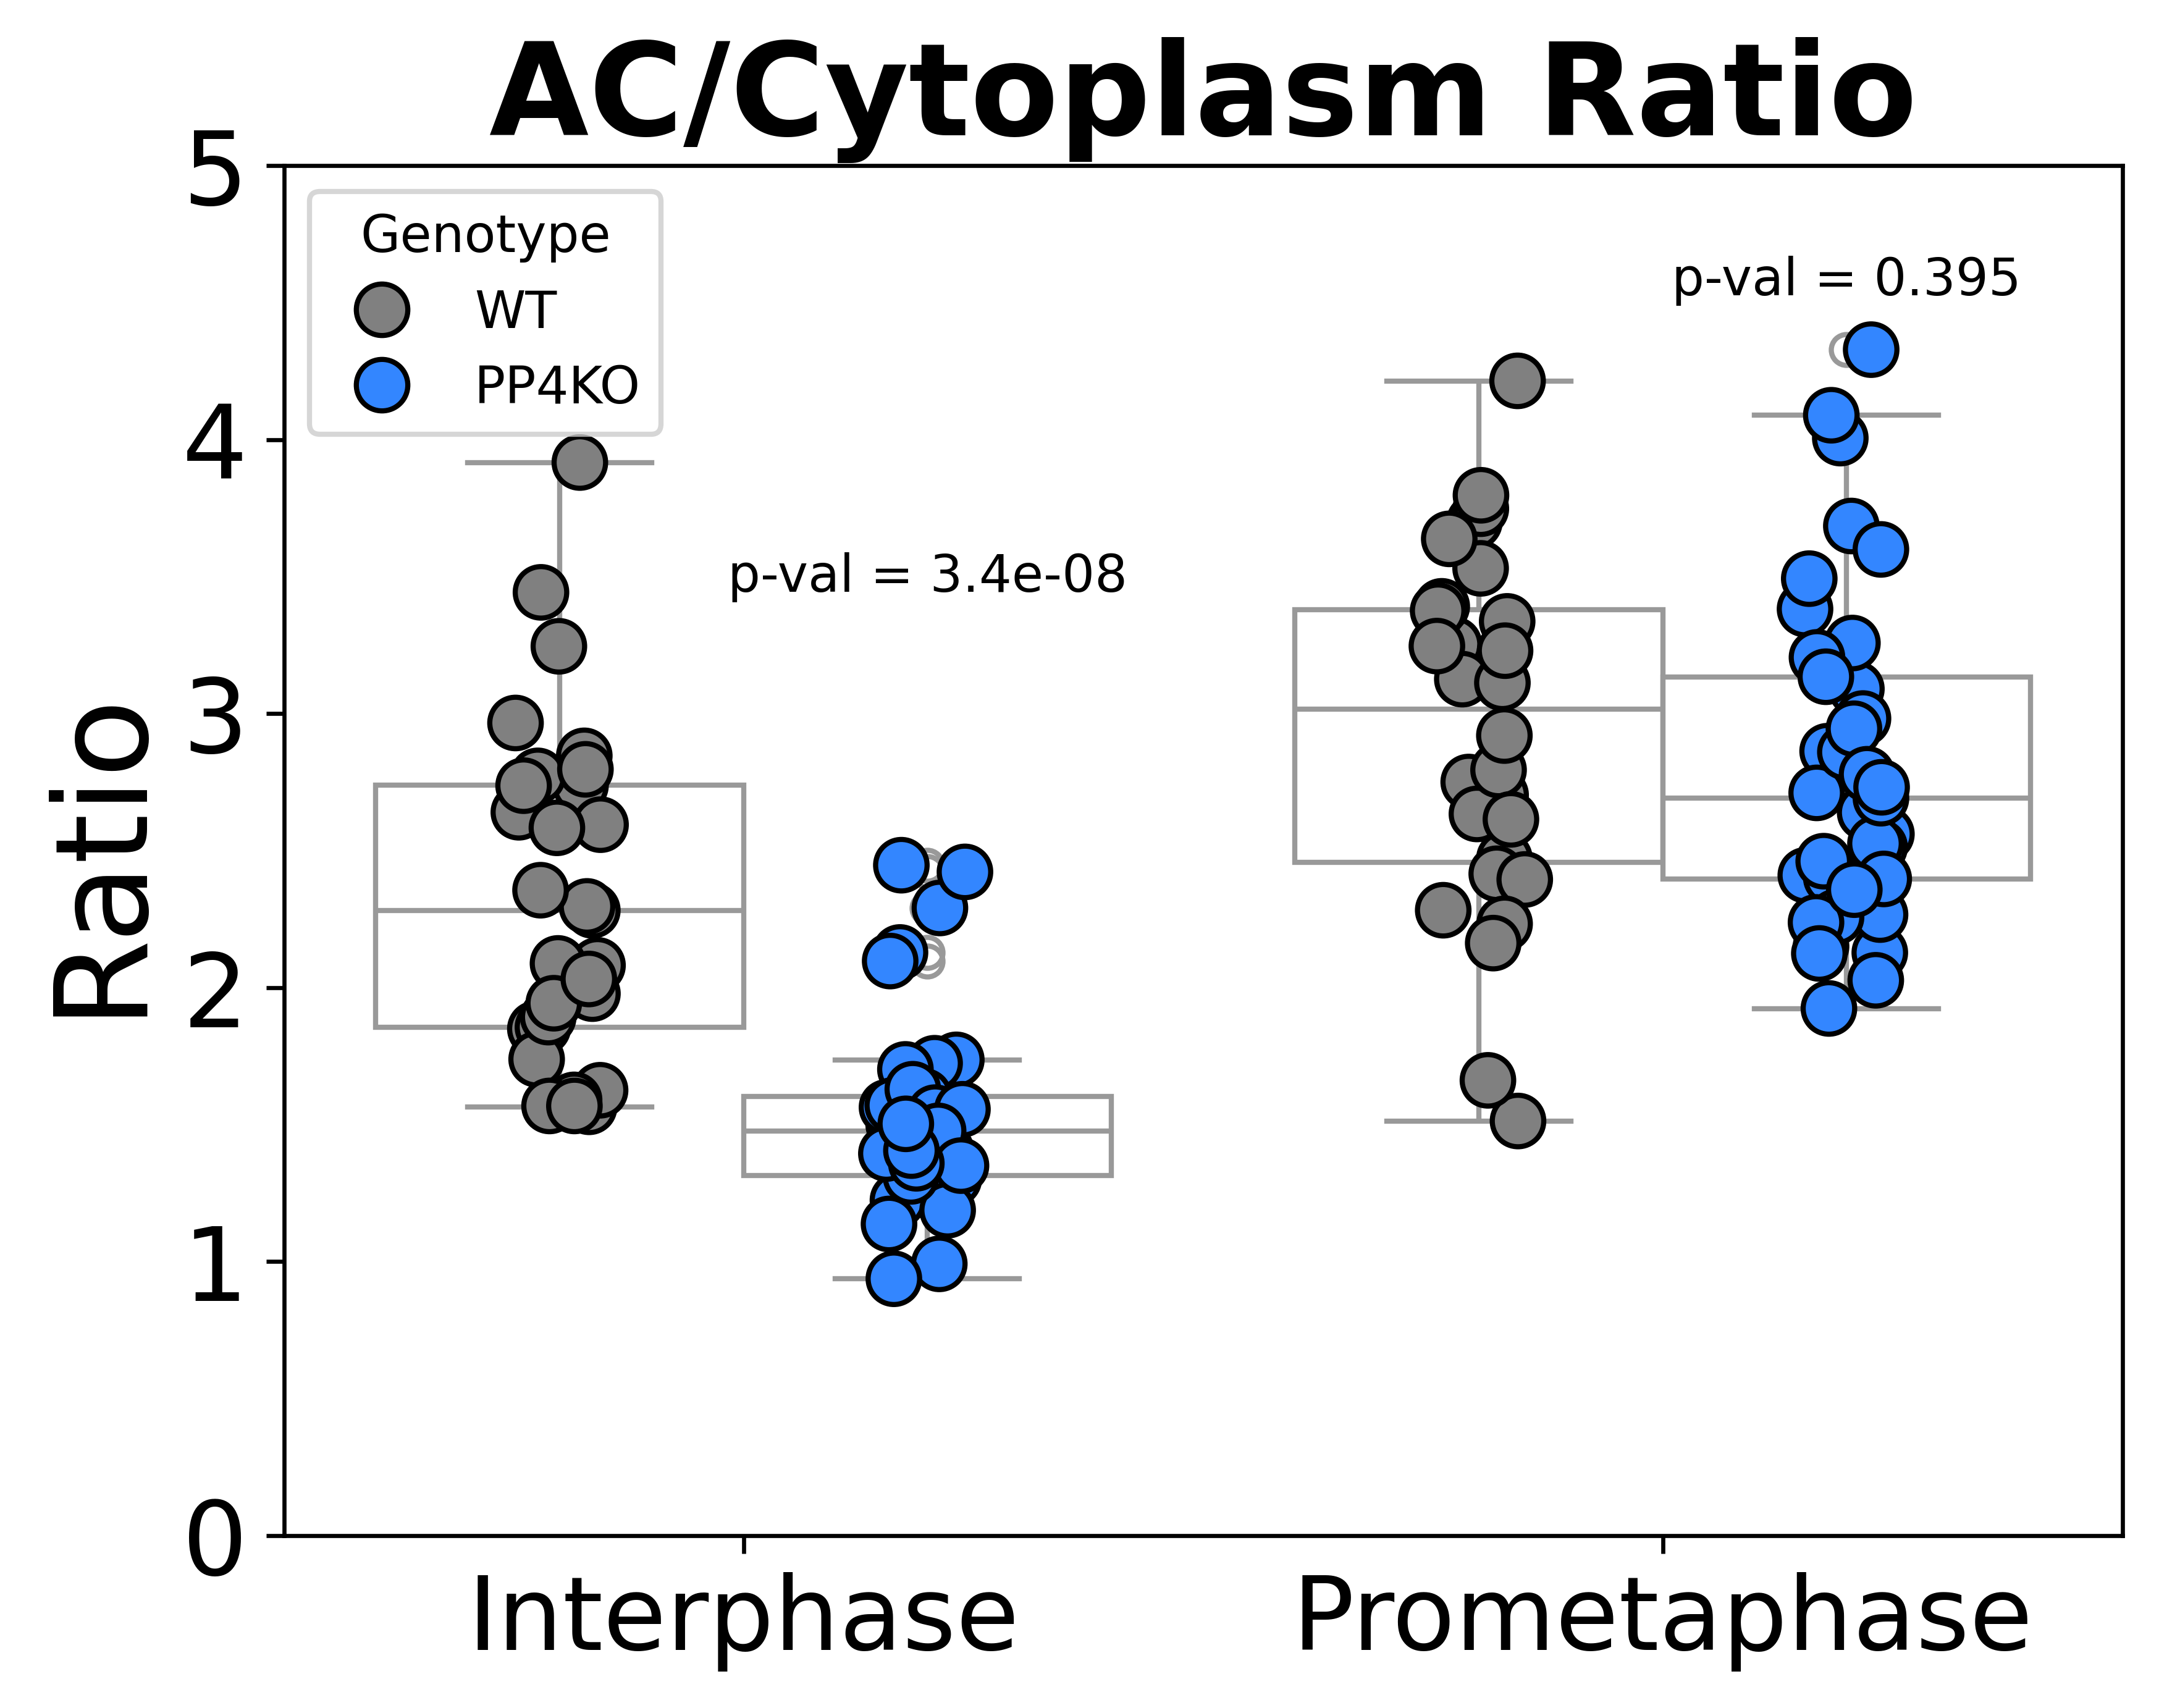 AC/Cytoplasm Ratio
Genotype
WT
PP4KO
p-val = 0.395
p-val = 3.4e-08
Ratio
5
4
3
2
1
0
Interphase
Prometaphase